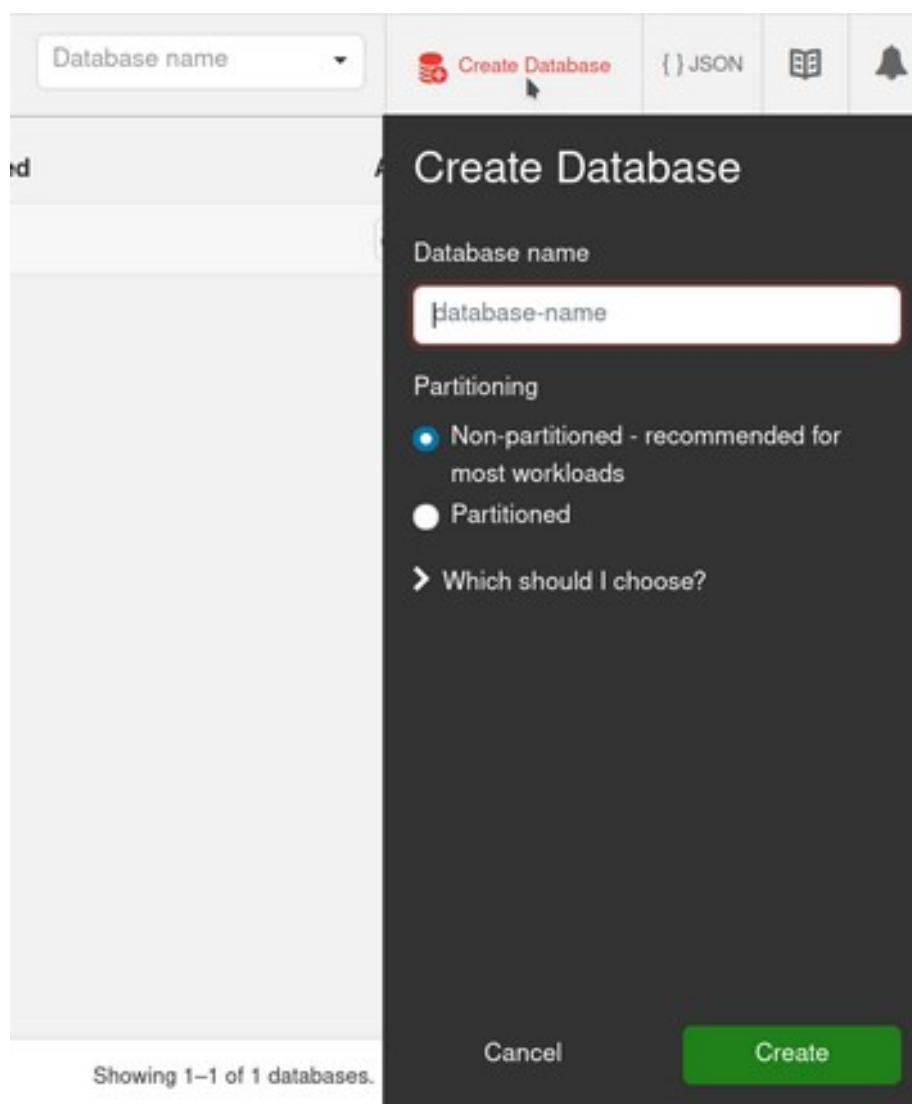 Database name
Create Database
{ } JSON
ed
Create Database
Database name
database-name
Partitioning
Non-partitioned - recommended for
most workloads
Partitioned
Which should I choose?
Cancel
Create
Showing 1–1 of 1 databases.